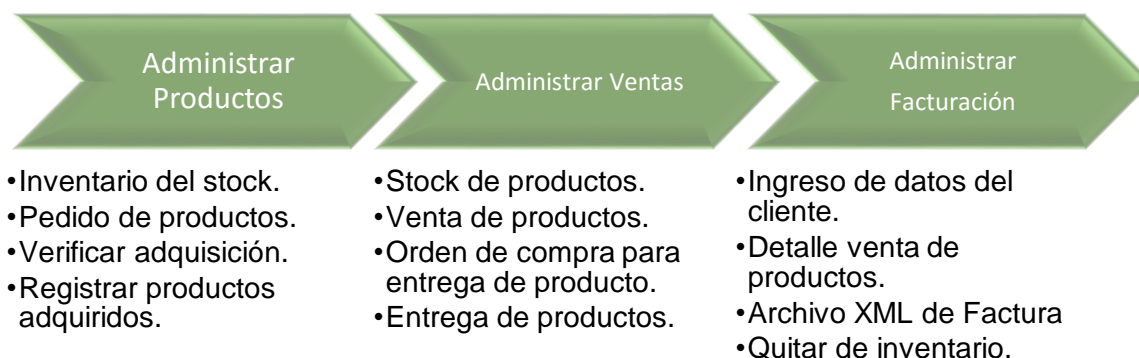 Administrar
Productos
•Inventario del stock.
•Pedido de productos.
•Verificar adquisición.
•Registrar productos
adquiridos.
Administrar Ventas
•Stock de productos.
•Venta de productos.
•Orden de compra para
entrega de producto.
•Entrega de productos.
Administrar
Facturación
•Ingreso de datos del
cliente.
•Detalle venta de
productos.
•Archivo XML de Factura
•Quitar de inventario.